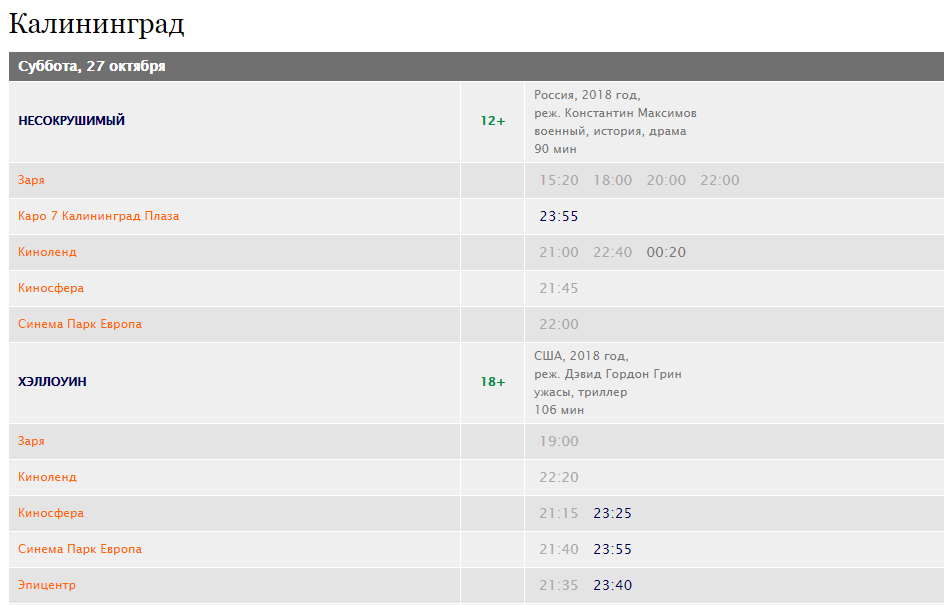 Калининград
Суббота, 27 октября
НЕСОКРУШИМЫЙ 12+
Россия, 2018 год,
реж. Константин Максимов
военный, история, драма
90 мин
Заря 15:20 18:00 20:00 22:00
Каро 7 Калининград Плаза 23:55
Киноленд 21:00 22:40 00:20
Киносфера 21:45
Синема Парк Европа 22:00
ХЭЛЛОУИН 18+
США, 2018 год,
реж. Дэвид Гордон Грин
ужасы, триллер
106 мин
Заря 19:00
Киноленд 22:20
Киносфера 21:15 23:25
Синема Парк Европа 21:40 23:55
Эпицентр 21:35 23:40